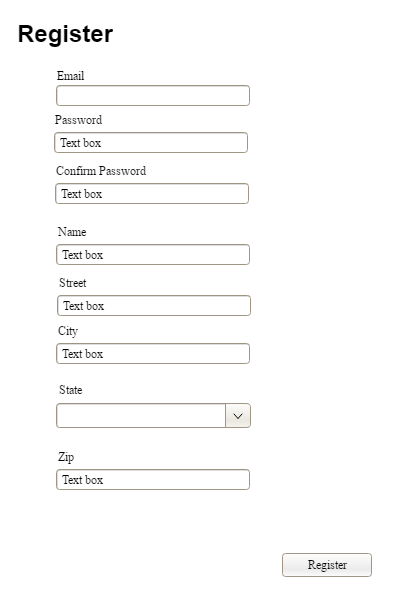 Register
Email
Password
Text box
Confirm Password
Text box
Name
Text box
Street
Text box
City
Text box
State
Zip
Text box
Register